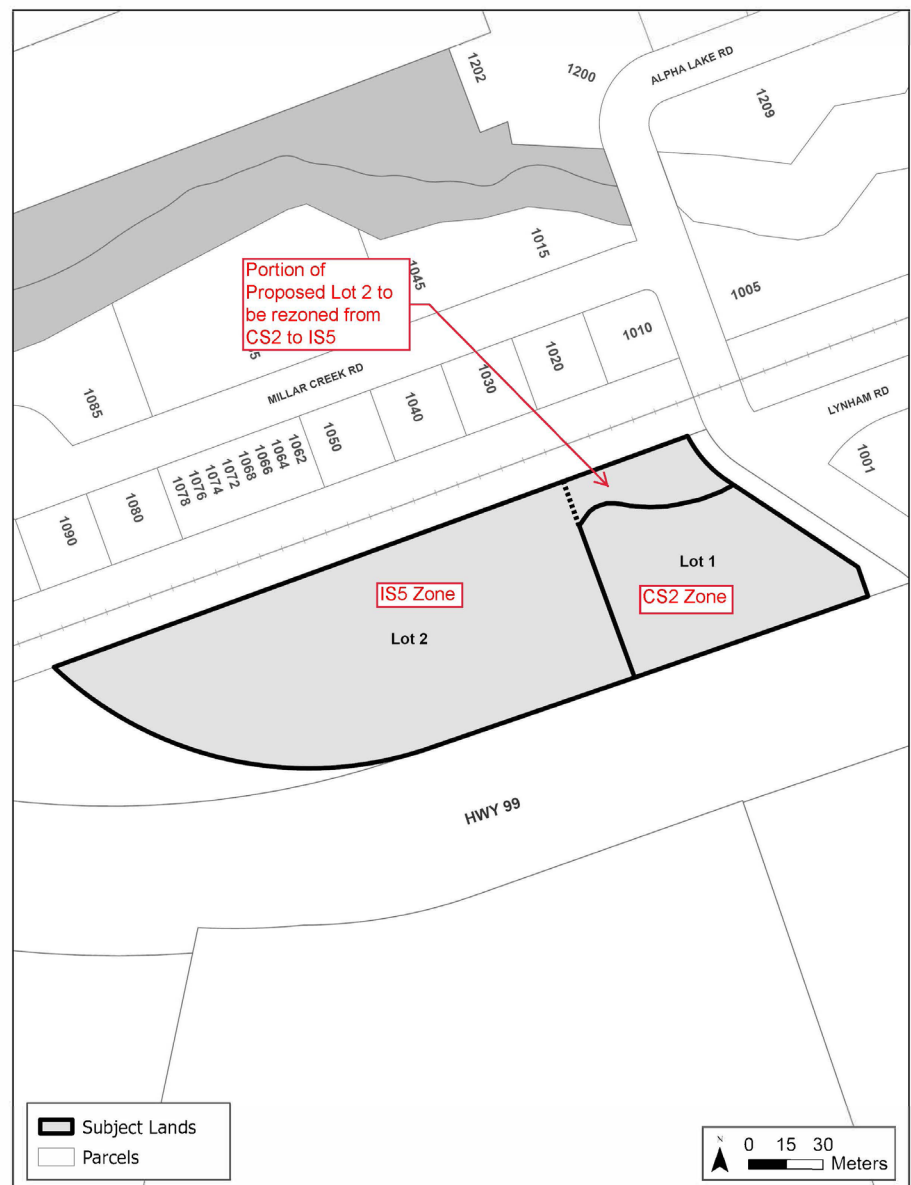 1202
1200
ALPHA LAKE RD
1209
1015
1045
Portion of
Proposed Lot 2 to
be rezoned from
CS2 to IS5
5
1005
1010
1020
1030
1040
1050
MILLAR CREEK RD
1085
LYNHAM RD
1001
1062
1064
1066
1068
1072
1074
1076
1078
1080
1090
Lot 1
CS2 Zone
IS5 Zone
Lot 2
HWY 99
Subject Lands
Parcels
N
0 15 30
Meters